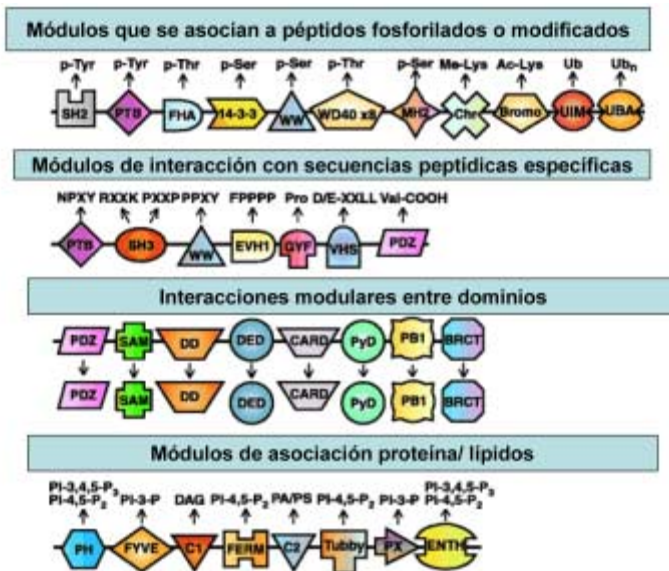 Módulos que se asocian a péptidos fosforilados o modificados
p-Tyr p-Tyr p-Thr p-Ser p-Ser p-Thr p-Ser Me-Lys Ac-Lys Ub Ubn
SH2 PTB FHA 14-3-3 WW WD40 x8 MH2 Chr Bromo UIM UBA
Módulos de interacción con secuencias peptídicas específicas
NPXY RXXK PXXP PPXY FPPPP Pro D/E-XXLL Val-COOH
PTB SH3 WW EVH1 GYF VHS PDZ
Interacciones modulares entre dominios
PDZ SAM DD DED CARD PyD PB1 BRCT
PDZ SAM DD DED CARD PyD PB1 BRCT
Módulos de asociación proteína/ lípidos
PI-3,4,5-P3 PI-3,4,5-P3
PI-4,5-P2 PI-3-P DAG PI-4,5-P2 PA/PS PI-4,5-P2 PI-3-P PI-4,5-P2
PH FYVE C1 FERM C2 Tubby PX ENTH